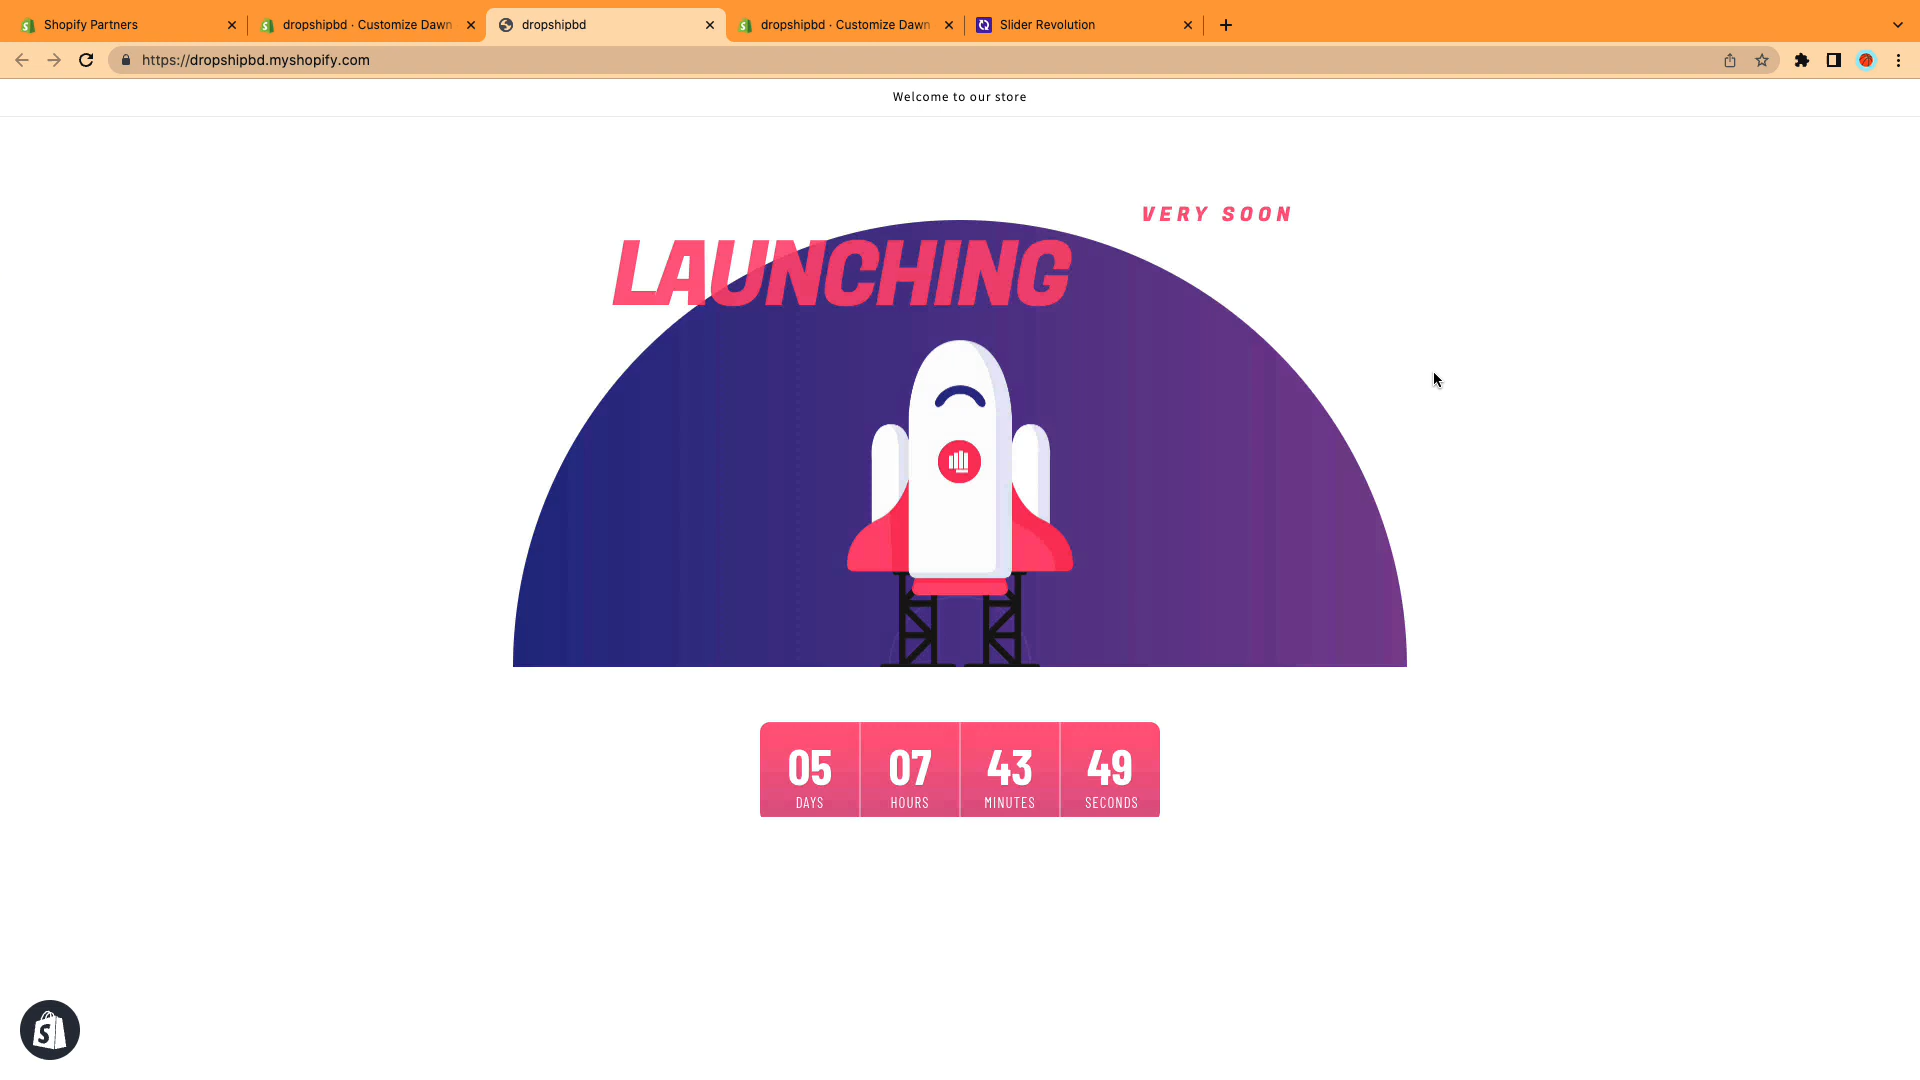 Shopify Partners
dropshipbd · Customize Dawn
dropshipbd
dropshipbd · Customize Dawn
Slider Revolution
https://dropshipbd.myshopify.com
Welcome to our store
VERY SOON
LAUNCHING
05 07 43 49
DAYS HOURS MINUTES SECONDS